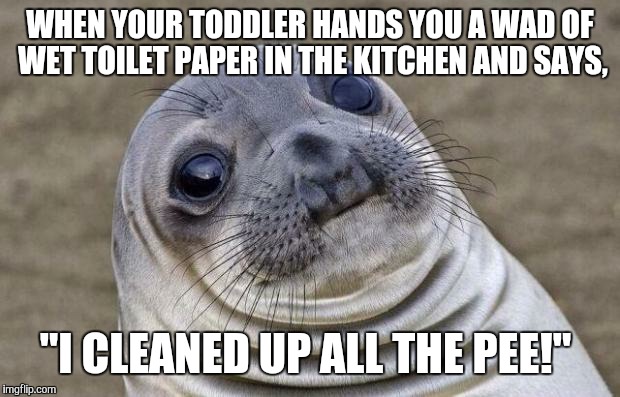 WHEN YOUR TODDLER HANDS YOU A WAD OF
WET TOILET PAPER IN THE KITCHEN AND SAYS,
"I CLEANED UP ALL THE PEE!"
imgflip.com